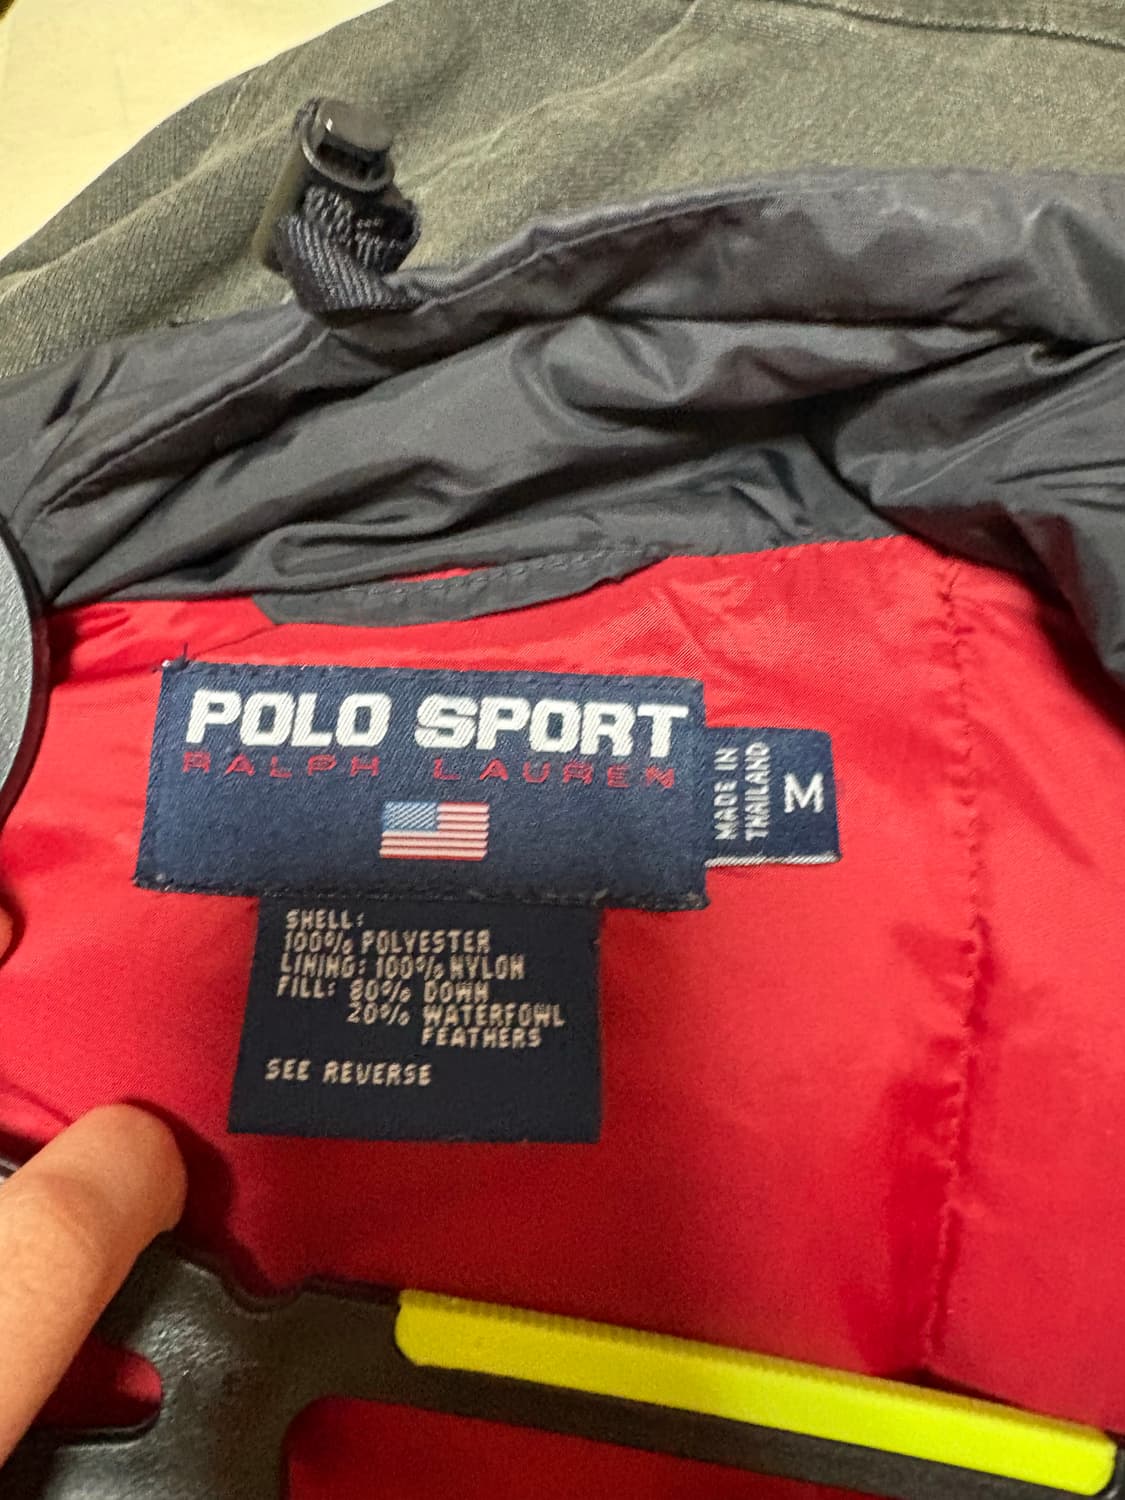 POLO SPORT
RALPH LAUREN
MADE IN
THAILAND
M
SHELL:
100% POLYESTER
LINING: 100% NYLON
FILL: 80% DOWN
20% WATERFOWL
FEATHERS
SEE REVERSE